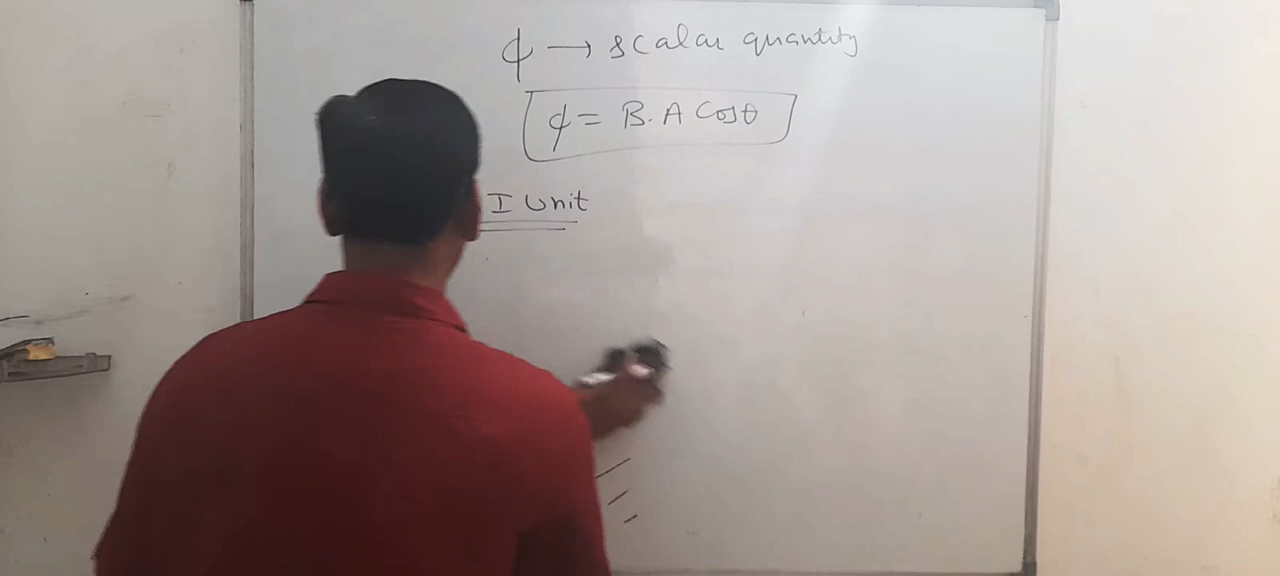 ϕ → scalar quantity
ϕ = B. A Cosθ
I Unit